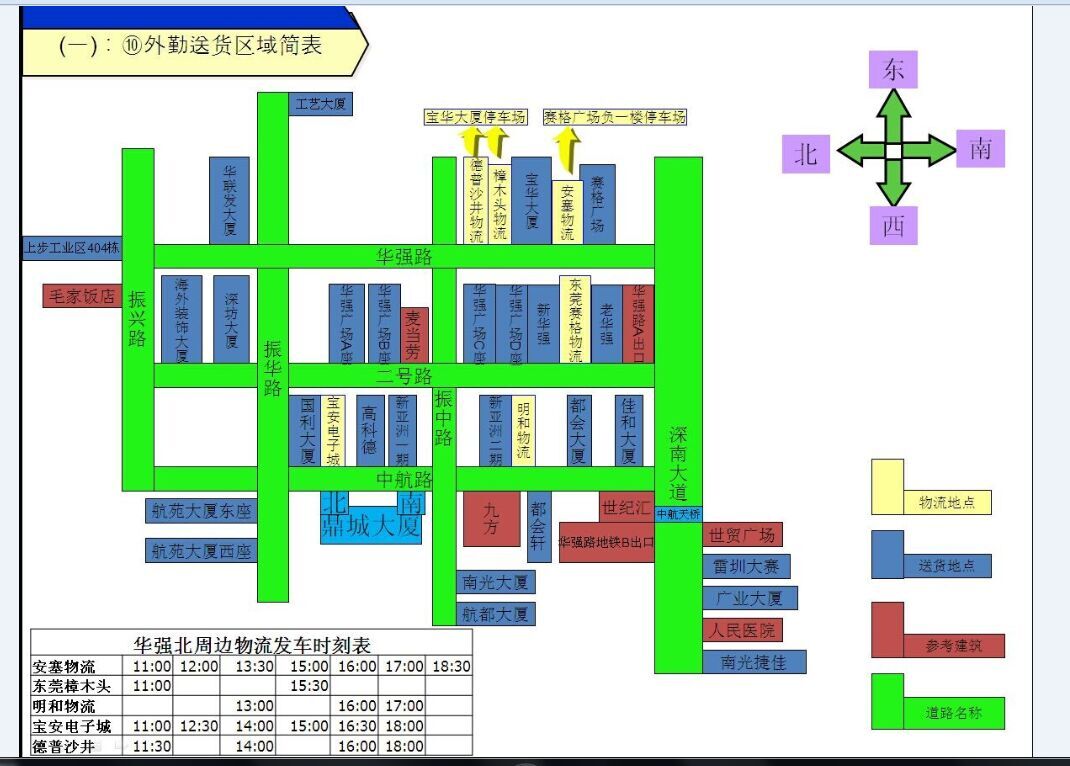 (一)：⑩外勤送货区域简表
东
北
南
西
工艺大厦
宝华大厦停车场
赛格广场负一楼停车场
华联发大厦
德普沙井物流
樟木头物流
宝华大厦
安塞物流
赛格广场
上步工业区404栋
华强路
毛家饭店
振兴路
海外装饰大厦
深坊大厦
振华路
华强广场A座
华强广场B座
麦当劳
华强广场C座
华强广场D座
新华强
东莞赛格物流
老华强
华强路A出口
二号路
国利大厦
宝安电子城
高科德
新亚洲一期
振中路
新亚洲二期
明和物流
都会大厦
佳和大厦
深南大道
中航路
航苑大厦东座
北
南
鼎城大厦
九方
都会轩
世纪汇
中航天桥
航苑大厦西座
华强路地铁B出口
世贸广场
雷圳大赛
南光大厦
广业大厦
航都大厦
人民医院
南光捷佳
物流地点
送货地点
参考建筑
道路名称
华强北周边物流发车时刻表
安塞物流 11:00 12:00 13:30 15:00 16:00 17:00 18:30
东莞樟木头 11:00 15:30
明和物流 13:00 16:00 17:00
宝安电子城 11:00 12:30 14:00 15:00 16:30 18:00
德普沙井 11:30 14:00 16:00 18:00